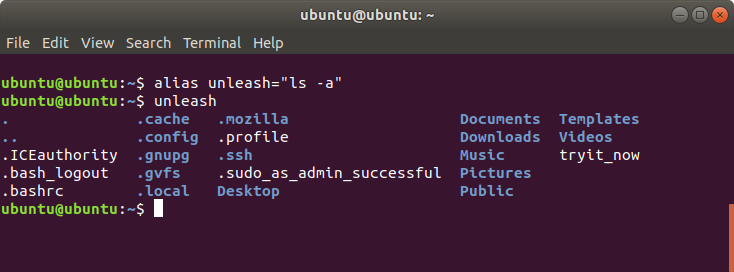 ubuntu@ubuntu: ~
File Edit View Search Terminal Help
ubuntu@ubuntu:~$ alias unleash="ls -a"
ubuntu@ubuntu:~$ unleash
. .cache .mozilla Documents Templates
.. .config .profile Downloads Videos
.ICEauthority .gnupg .ssh Music tryit_now
.bash_logout .gvfs .sudo_as_admin_successful Pictures
.bashrc .local Desktop Public
ubuntu@ubuntu:~$